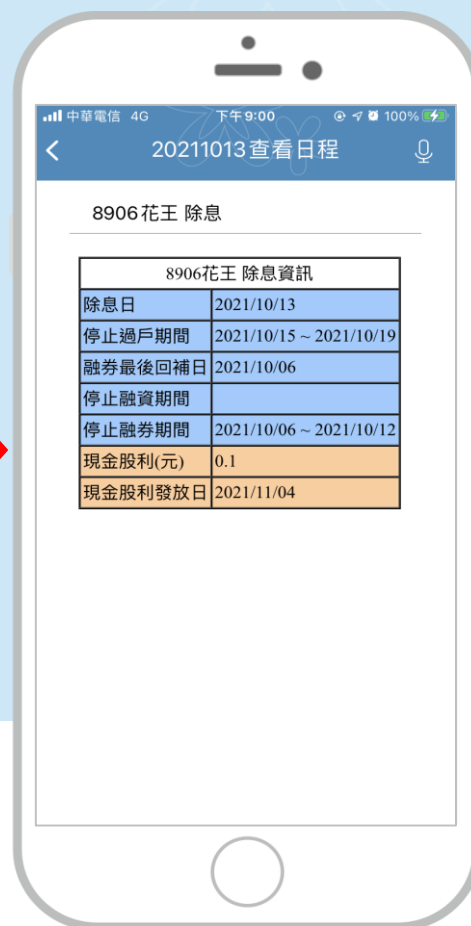 中華電信 4G 下午9:00 100%
20211013查看日程
8906花王 除息
8906花王 除息資訊
除息日 2021/10/13
停止過戶期間 2021/10/15 ~ 2021/10/19
融券最後回補日 2021/10/06
停止融資期間
停止融券期間 2021/10/06 ~ 2021/10/12
現金股利(元) 0.1
現金股利發放日 2021/11/04